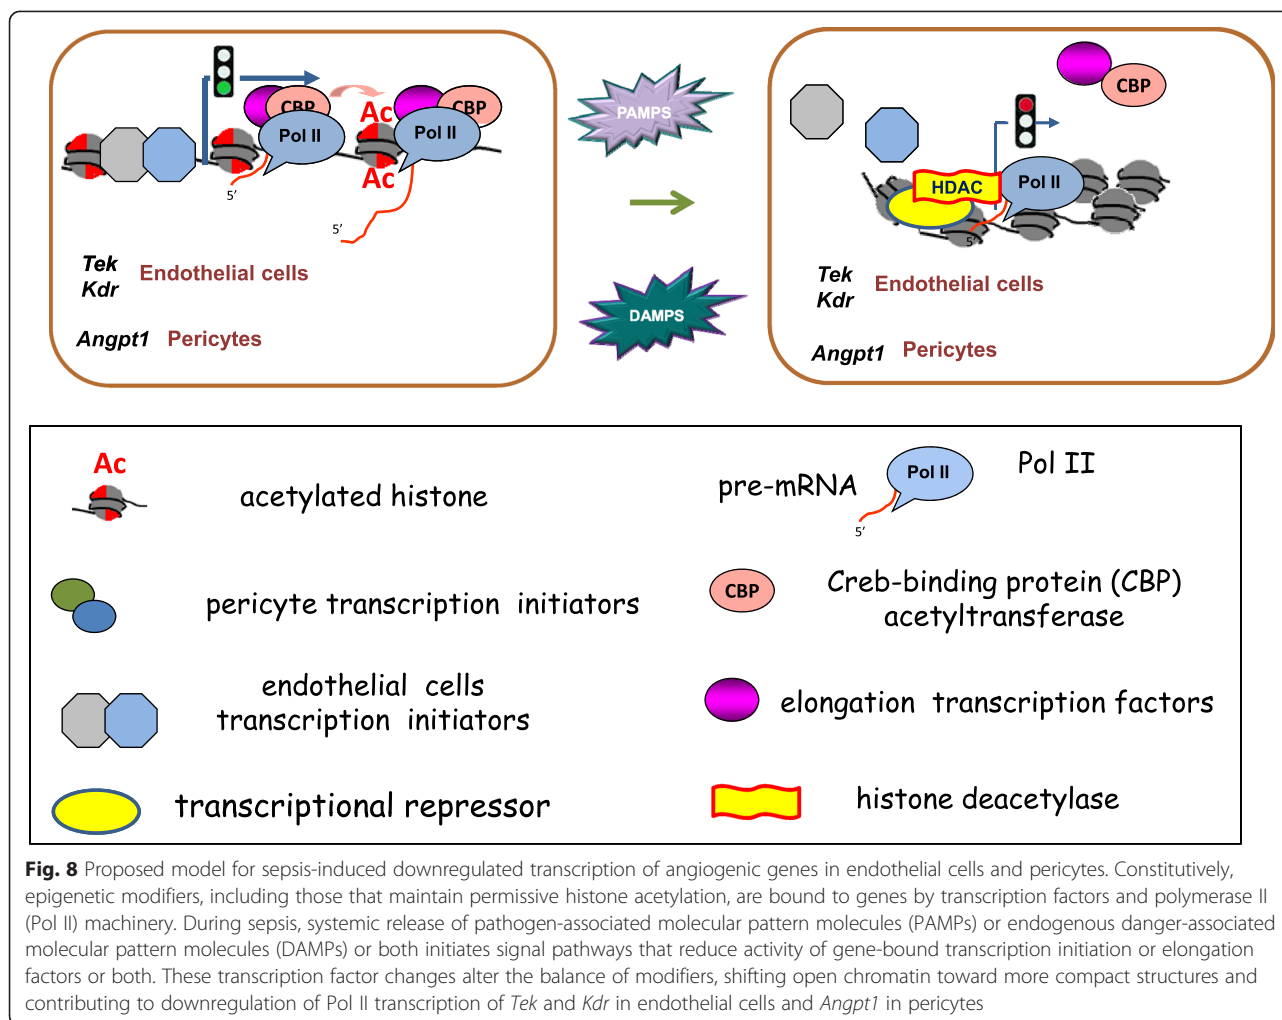 CBP
Pol II
Ac
CBP
Pol II
Ac
5’
5’
Tek
Kdr
Endothelial cells
Angpt1 Pericytes
PAMPS
DAMPS
CBP
HDAC
Pol II
5’
Tek
Kdr
Endothelial cells
Angpt1 Pericytes
Ac
acetylated histone
pre-mRNA
Pol II
5’
Pol II
pericyte transcription initiators
CBP
Creb-binding protein (CBP)
acetyltransferase
endothelial cells
transcription initiators
elongation transcription factors
transcriptional repressor
histone deacetylase
Fig. 8 Proposed model for sepsis-induced downregulated transcription of angiogenic genes in endothelial cells and pericytes. Constitutively,
epigenetic modifiers, including those that maintain permissive histone acetylation, are bound to genes by transcription factors and polymerase II
(Pol II) machinery. During sepsis, systemic release of pathogen-associated molecular pattern molecules (PAMPs) or endogenous danger-associated
molecular pattern molecules (DAMPs) or both initiates signal pathways that reduce activity of gene-bound transcription initiation or elongation
factors or both. These transcription factor changes alter the balance of modifiers, shifting open chromatin toward more compact structures and
contributing to downregulation of Pol II transcription of Tek and Kdr in endothelial cells and Angpt1 in pericytes